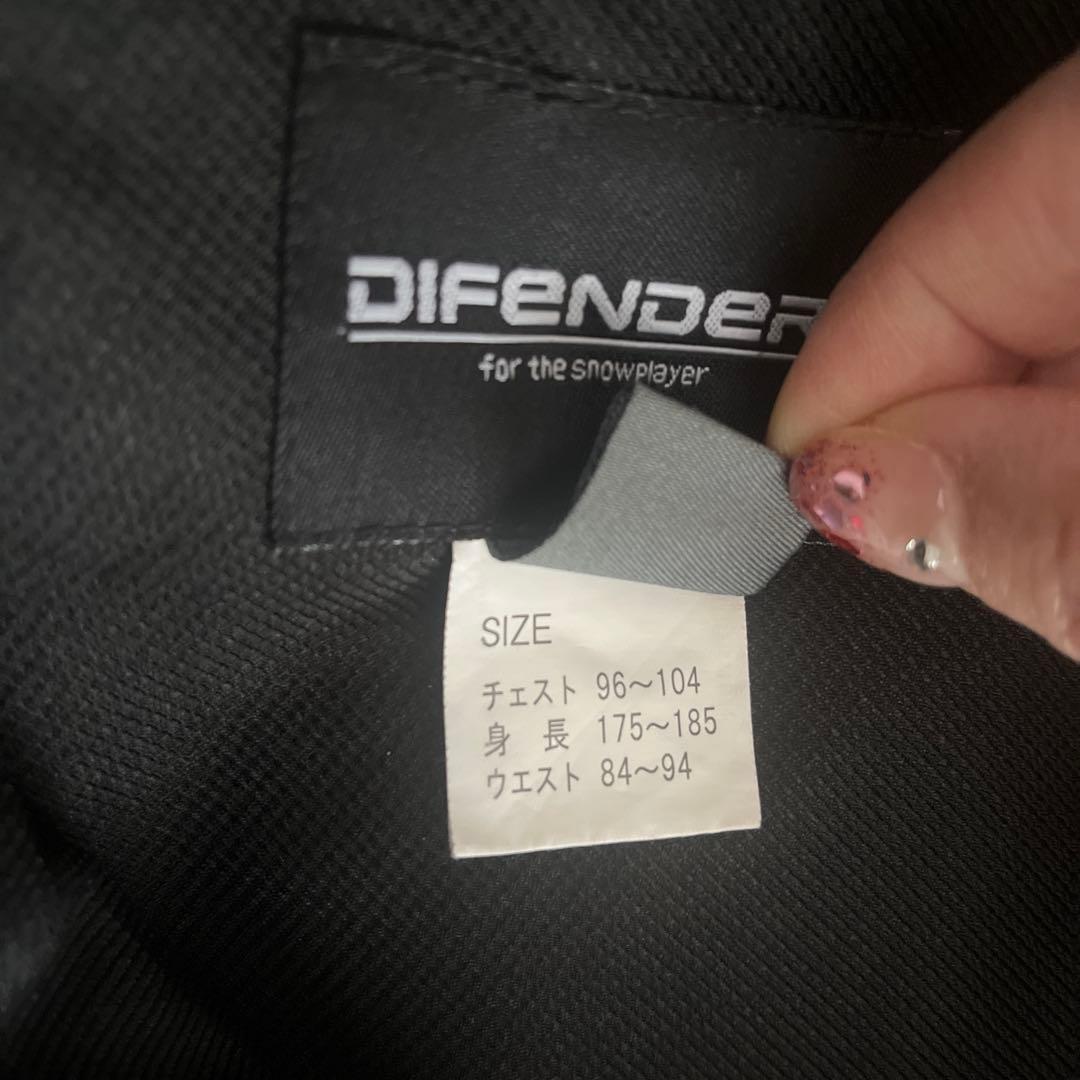 DIFENDER
for the snowplayer
SIZE
チェスト 96～104
身 長 175～185
ウエスト 84～94